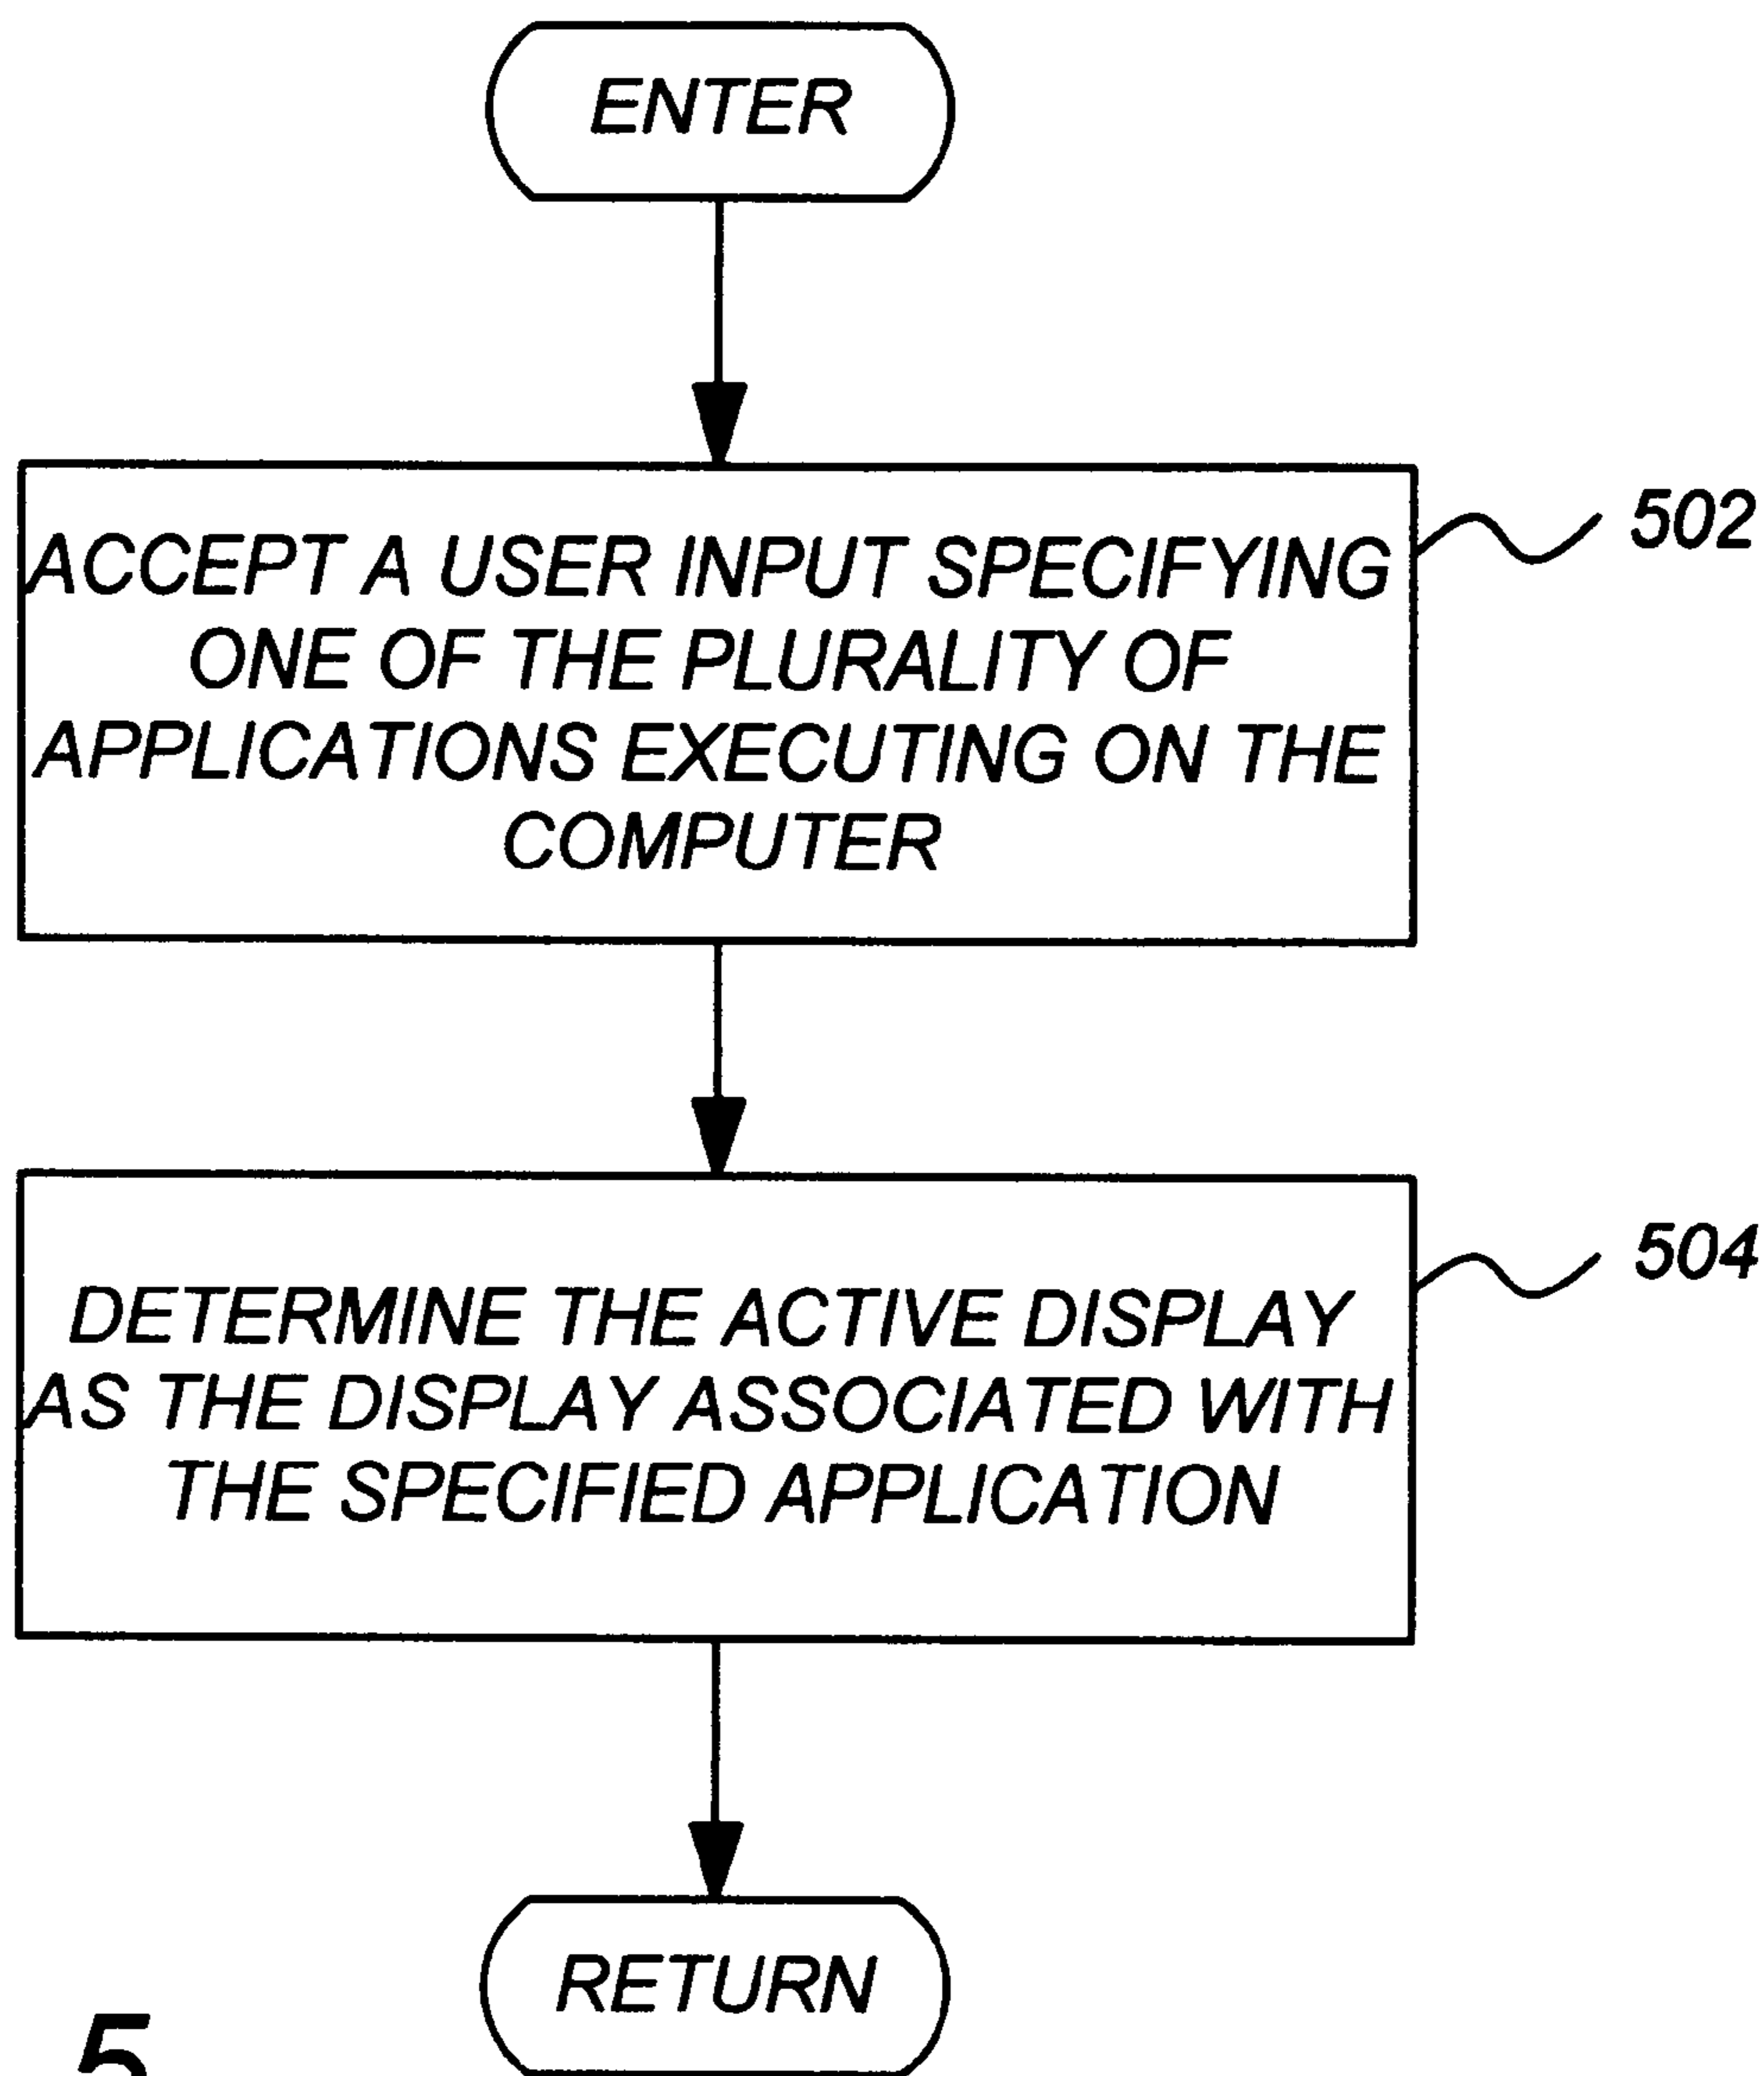 ENTER
ACCEPT A USER INPUT SPECIFYING
ONE OF THE PLURALITY OF
APPLICATIONS EXECUTING ON THE
COMPUTER
502
DETERMINE THE ACTIVE DISPLAY
AS THE DISPLAY ASSOCIATED WITH
THE SPECIFIED APPLICATION
504
RETURN
5